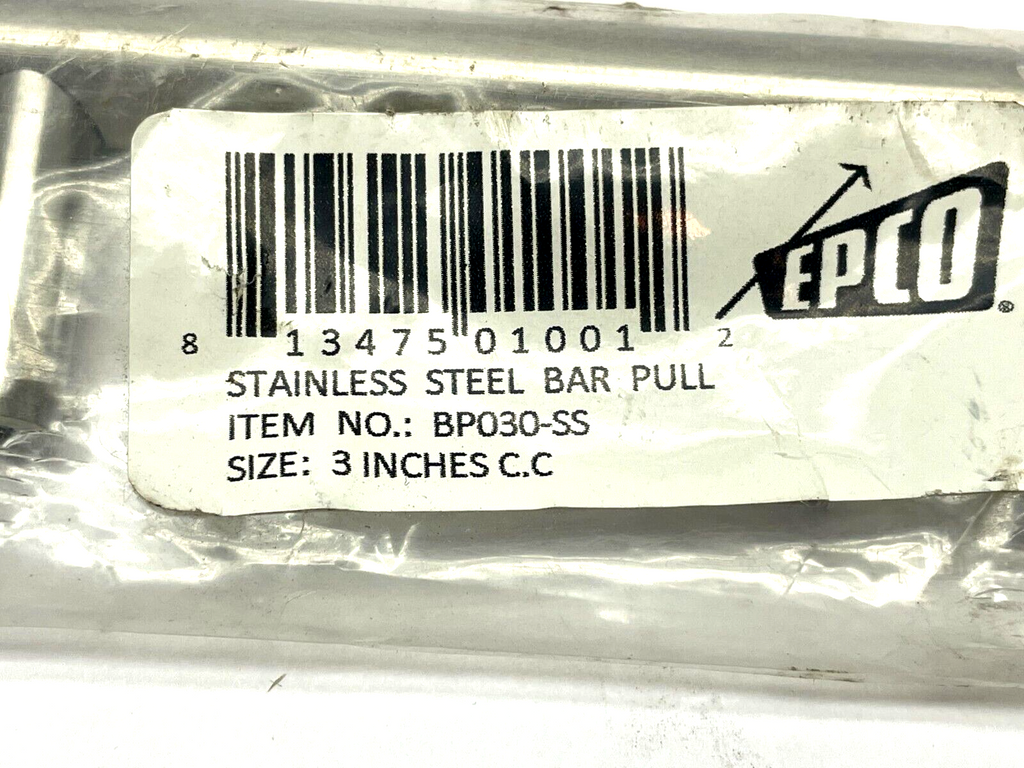 EPCO
®
8 13475 01001 2
STAINLESS STEEL BAR PULL
ITEM NO.: BP030-SS
SIZE: 3 INCHES C.C